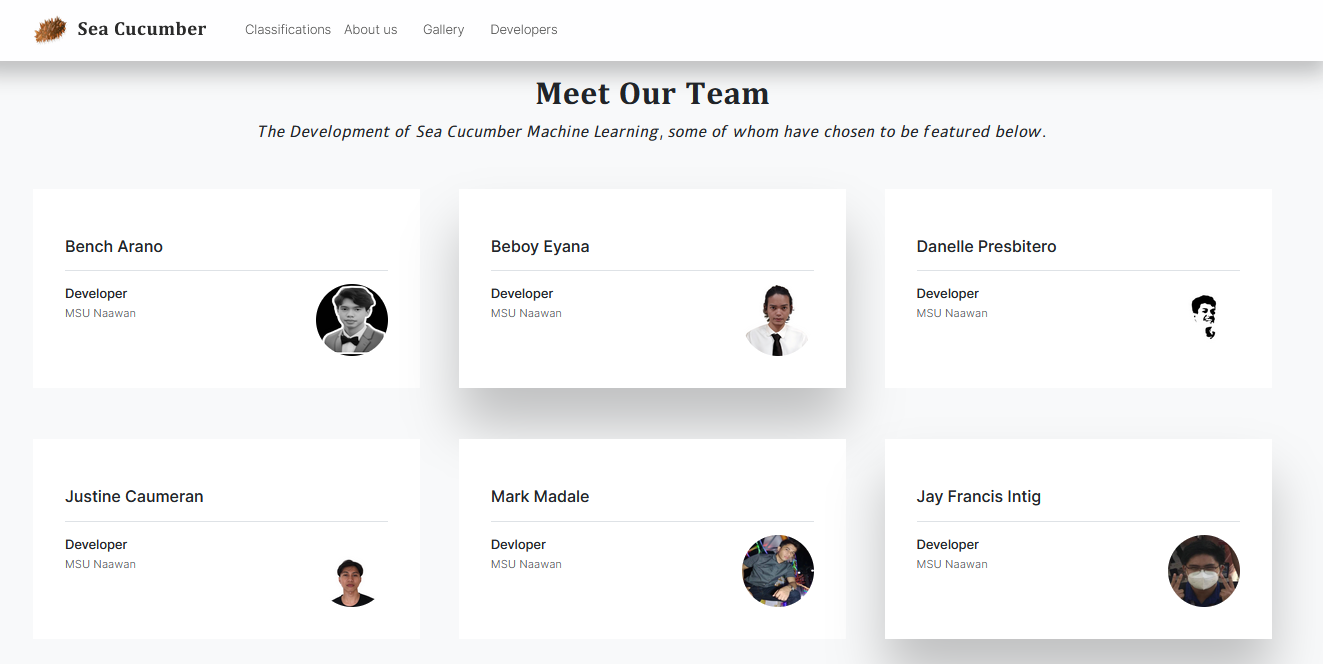 Sea Cucumber Classifications About us Gallery Developers
Meet Our Team
The Development of Sea Cucumber Machine Learning, some of whom have chosen to be featured below.
Bench Arano
Developer
MSU Naawan
Beboy Eyana
Developer
MSU Naawan
Danelle Presbitero
Developer
MSU Naawan
Justine Caumeran
Developer
MSU Naawan
Mark Madale
Devloper
MSU Naawan
Jay Francis Intig
Developer
MSU Naawan